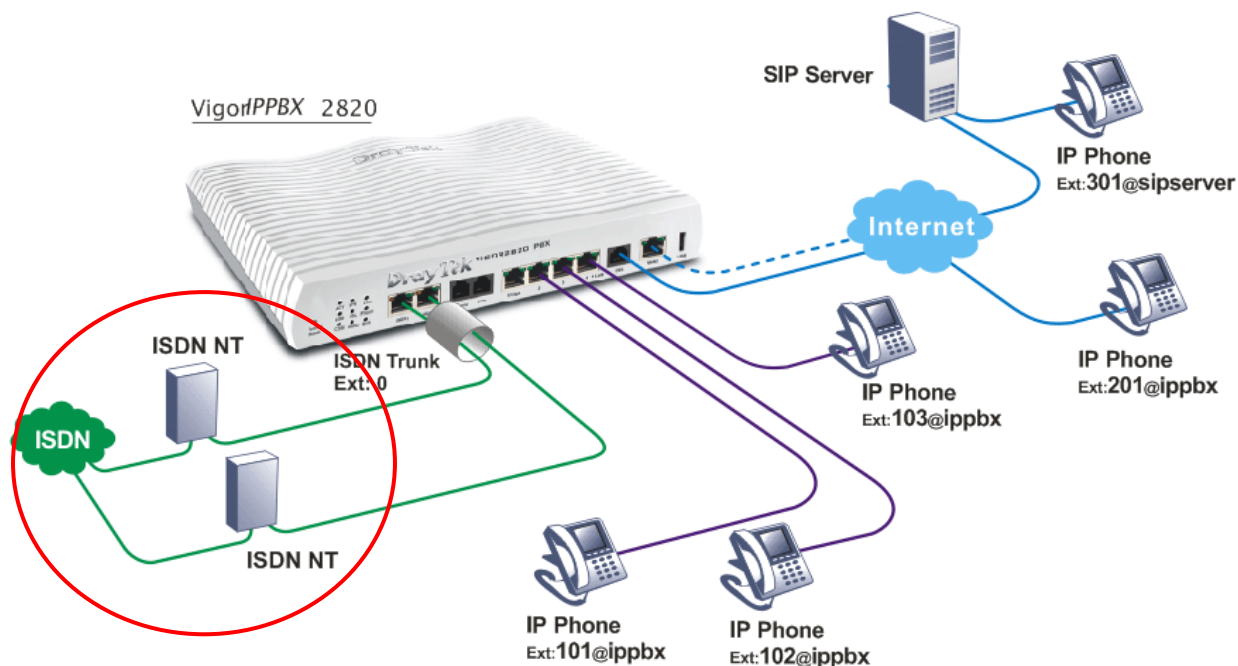 SIP Server
VigorIPPBX 2820
IP Phone
Ext:301@sipserver
Internet
DrayTek
ISDN NT
ISDN Trunk
Ext: 0
IP Phone
Ext:201@ippbx
IP Phone
Ext:103@ippbx
ISDN
ISDN NT
IP Phone
Ext:101@ippbx
IP Phone
Ext:102@ippbx